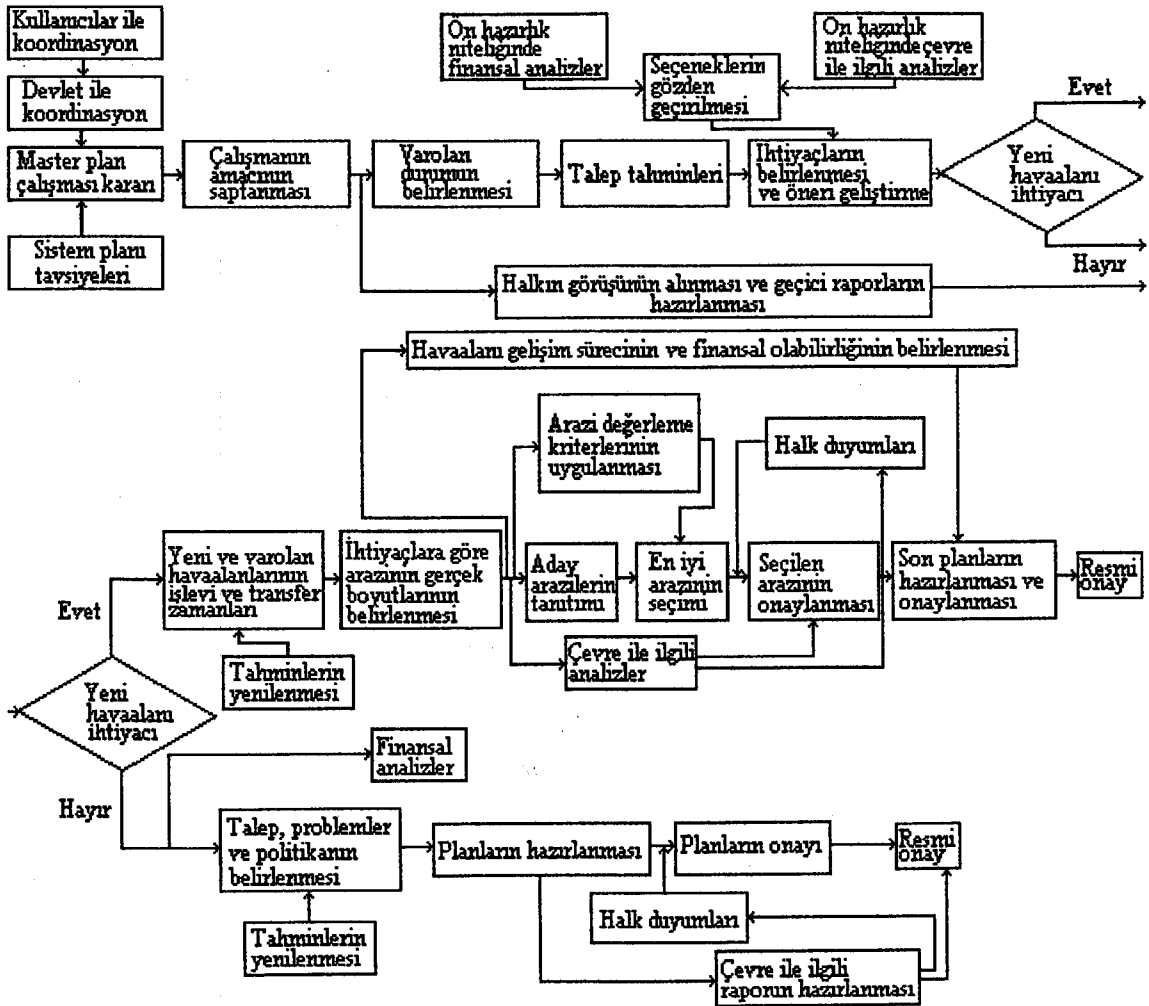 Kullanıcılar ile
koordinasyon
Devlet ile
koordinasyon
Master plan
çalışması kararı
Sistem planı
tavsiyeleri
Çalışmanın
amacının
saptanması
Varolan
durumun
belirlenmesi
Talep tahminleri
Ön hazırlık
niteliğinde
finansal analizler
Seçeneklerin
gözden
geçirilmesi
Ön hazırlık
niteliğinde çevre
ile ilgili analizler
İhtiyaçların
belirlenmesi
ve öneri geliştirme
Evet
Yeni
havaalanı
ihtiyacı
Hayır
Halkın görüşünün alınması ve geçici raporların
hazırlanması
Havaalanı gelişim sürecinin ve finansal olabilirliğinin belirlenmesi
Arazi değerleme
kriterlerinin
uygulanması
Halk duyumları
Yeni ve varolan
havaalanlarının
işlevi ve transfer
zamanları
İhtiyaçlara göre
arazinin gerçek
boyutlarının
belirlenmesi
Aday
arazilerin
tanıtımı
En iyi
arazinin
seçimi
Seçilen
arazinin
onaylanması
Son planların
hazırlanması ve
onaylanması
Resmi
onay
Evet
Tahminlerin
yenilenmesi
Çevre ile ilgili
analizler
Yeni
havaalanı
ihtiyacı
Finansal
analizler
Hayır
Talep, problemler
ve politikanın
belirlenmesi
Planların hazırlanması
Planların onayı
Resmi
onay
Halk duyumları
Tahminlerin
yenilenmesi
Çevre ile ilgili
raporun hazırlanması